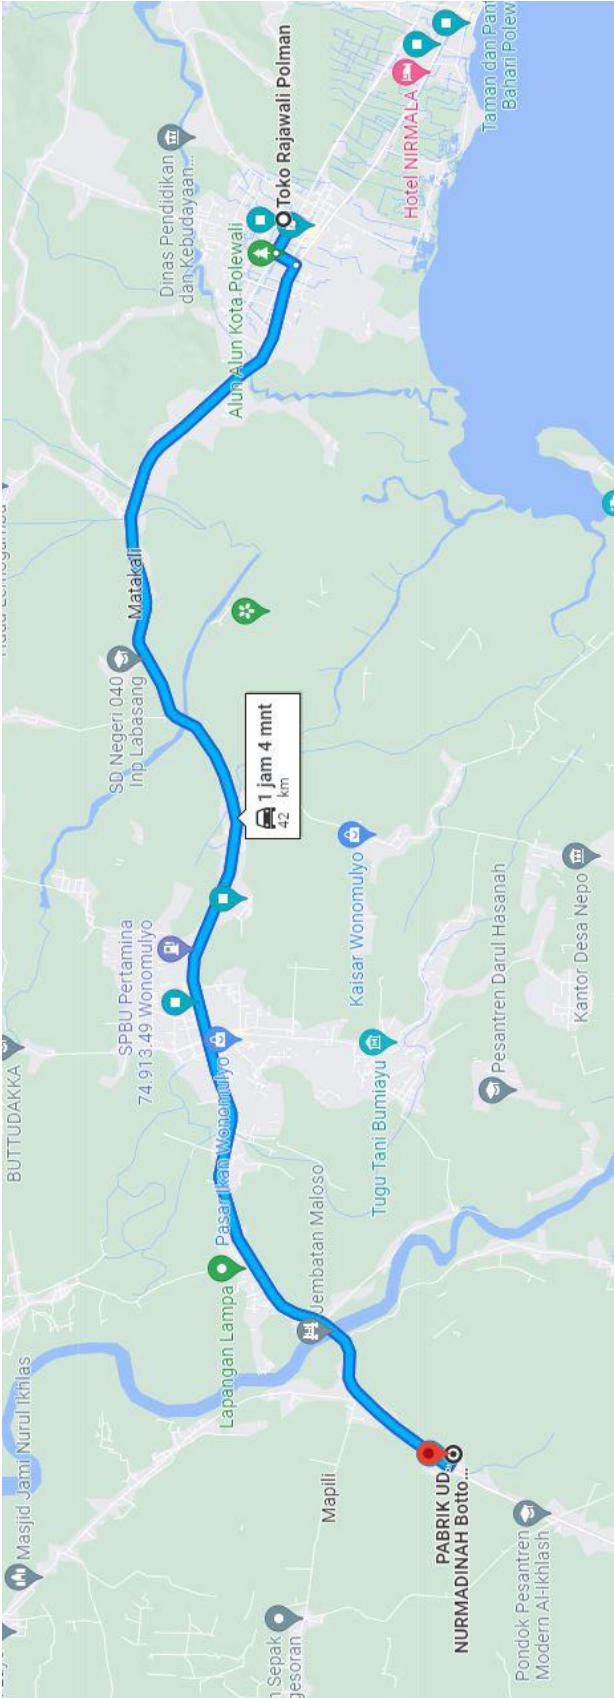 BUTTUDAKKA
Masjid Jami Nurul Ikhlas
SD Negeri 040
Inp Labasang
Matakali
SPBU Pertamina
74.913.49 Wonomulyo
Dinas Pendidikan
dan Kebudayaan...
Pasar Ikan Wonomulyo
Lapangan Lampa
Alun Alun Kota Polewali
1 jam 4 mnt
42 km
Toko Rajawali Polman
n Sepak
gesoran
Jembatan Maloso
Mapili
Kaisar Wonomulyo
Tugu Tani Bumiayu
Hotel NIRMALA
PABRIK UD.
NURMADINAH Botto...
Pesantren Darul Hasanah
Taman dan Pant
Bahari Polew
Pondok Pesantren
Modern Al-Ikhlash
Kantor Desa Nepo